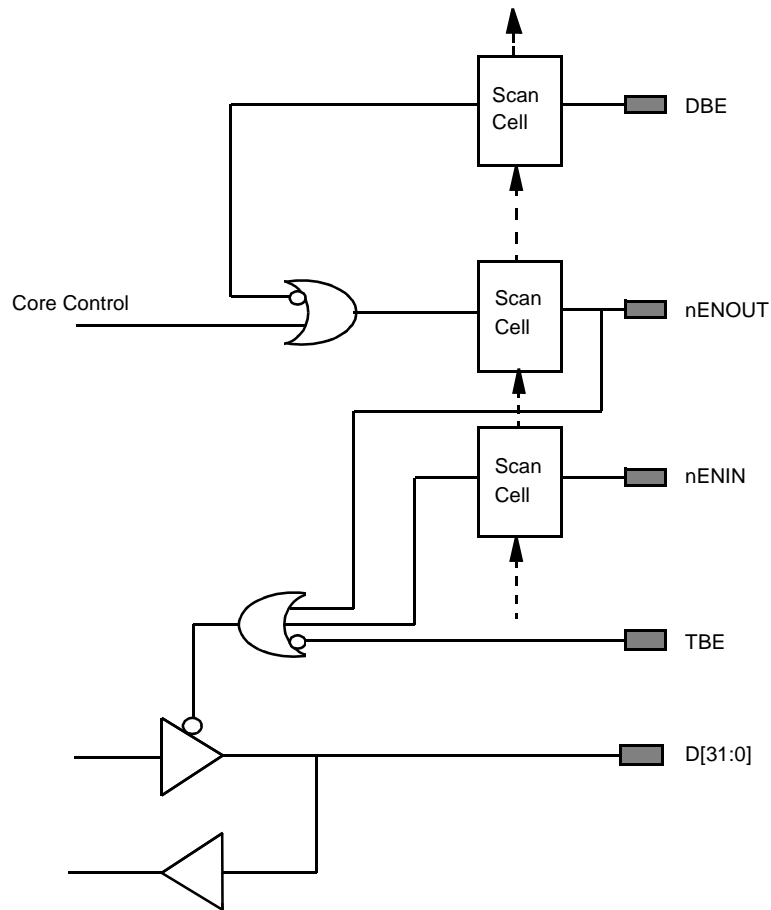 Scan
Cell
DBE
Core Control
Scan
Cell
nENOUT
Scan
Cell
nENIN
TBE
D[31:0]